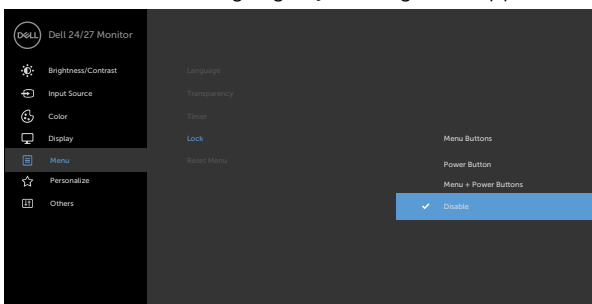 DELL
Dell 24/27 Monitor
Brightness/Contrast
Input Source
Color
Display
Menu
Personalize
Others
Language
Transparency
Timer
Lock
Reset Menu
Menu Buttons
Power Button
Menu + Power Buttons
Disable